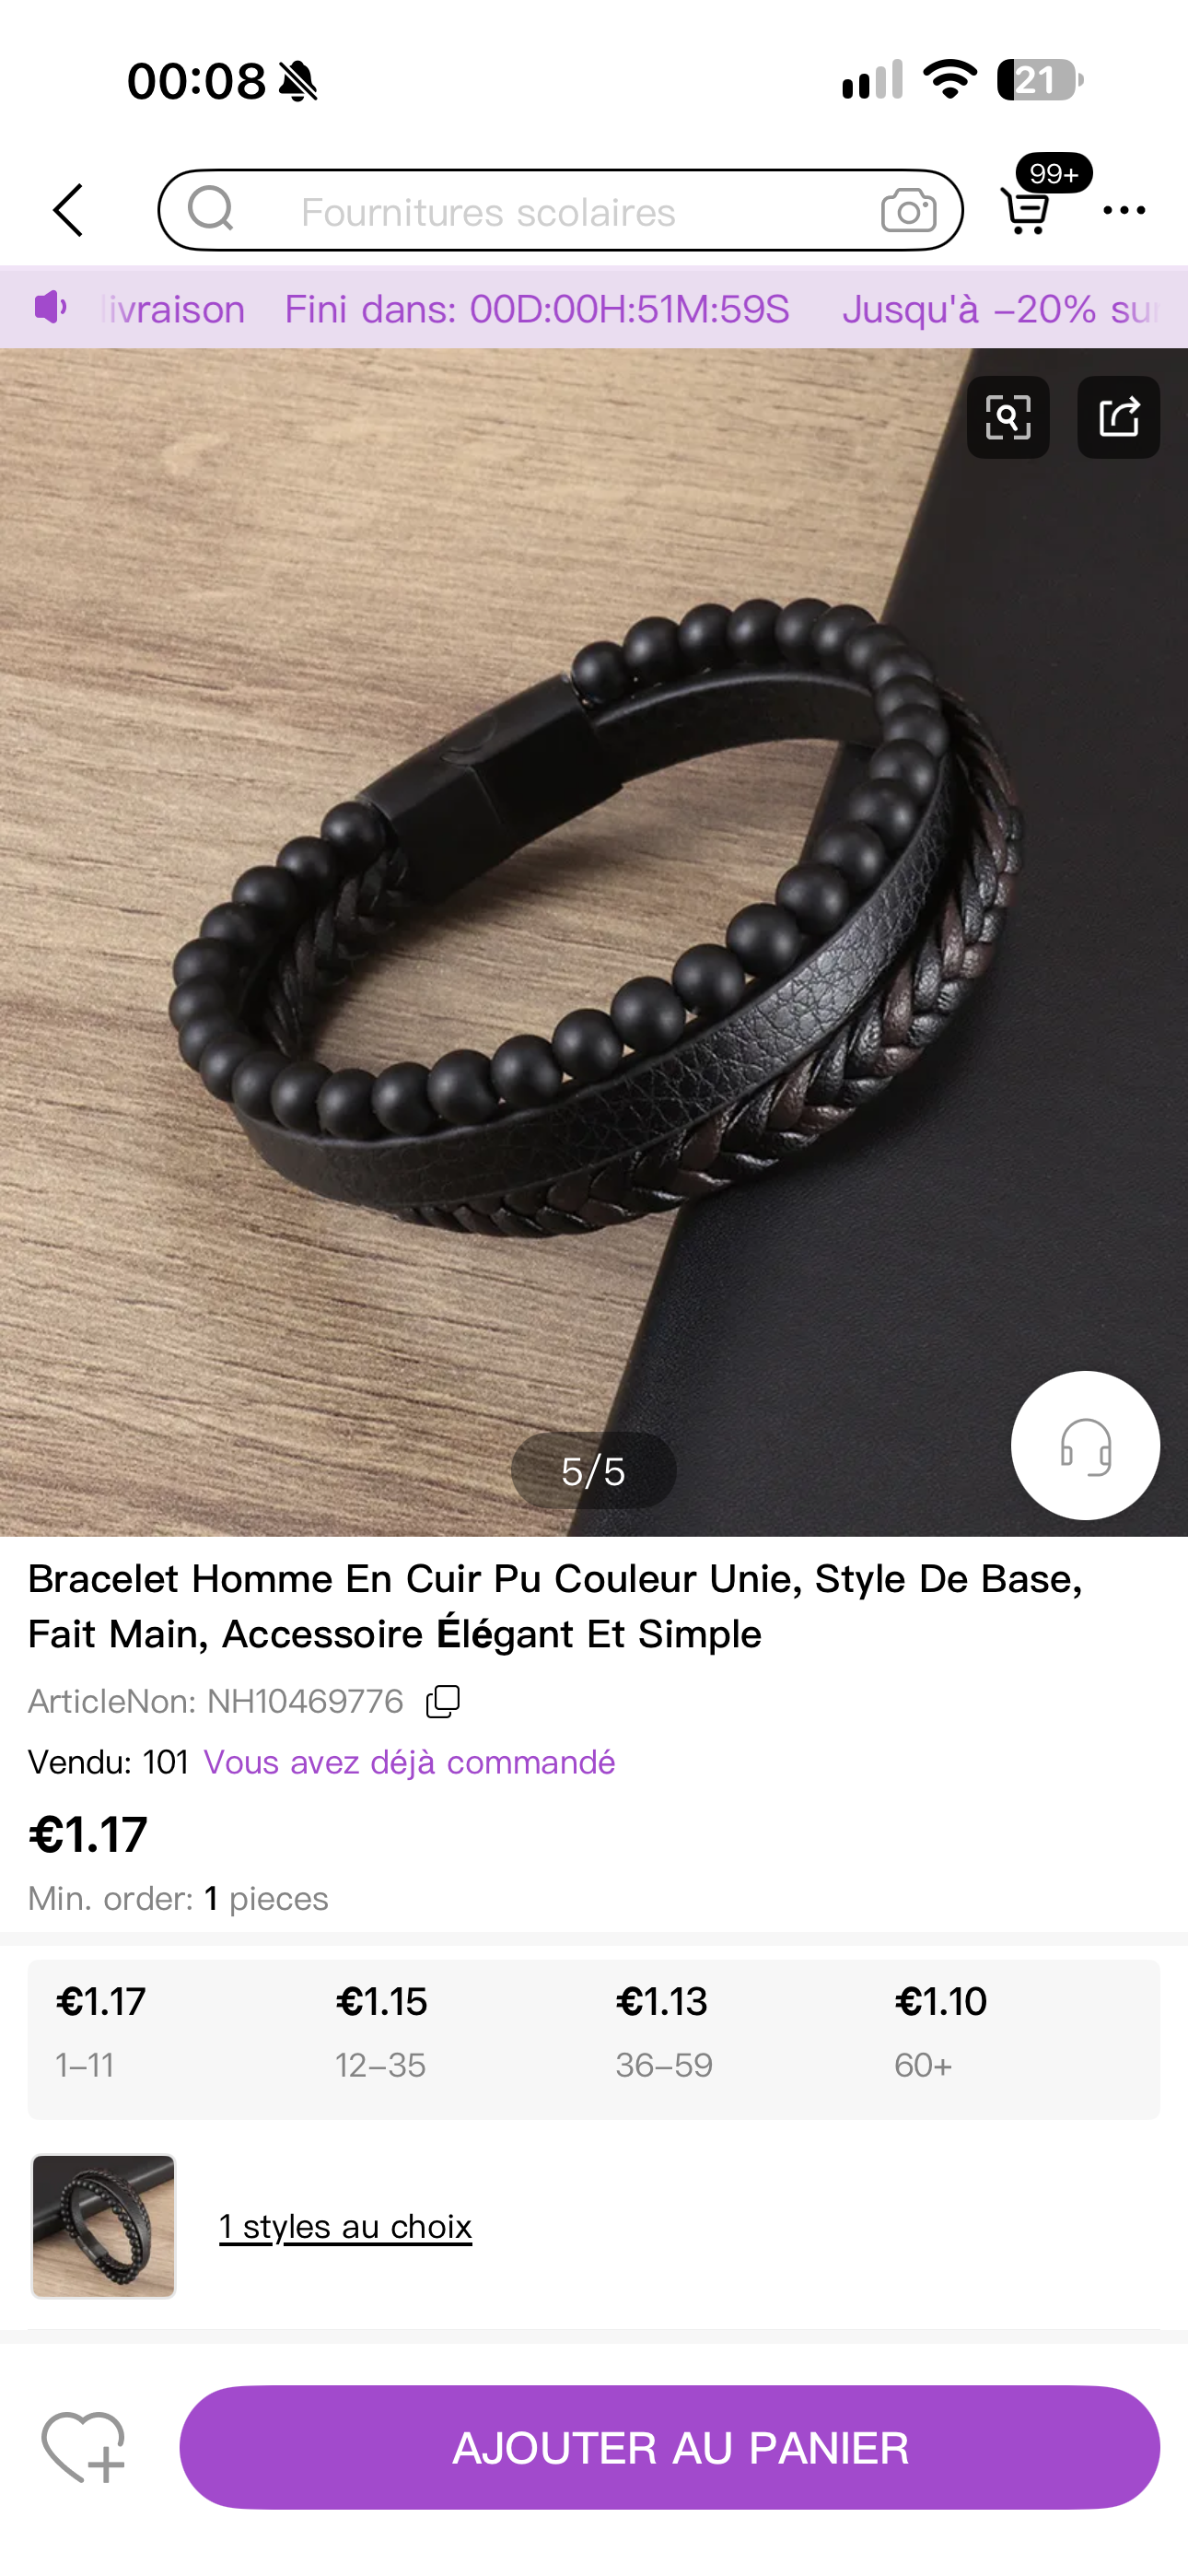 00:08
21
99+
Fournitures scolaires
livraison Fini dans: 00D:00H:51M:59S Jusqu'à -20% sur
5/5
Bracelet Homme En Cuir Pu Couleur Unie, Style De Base,
Fait Main, Accessoire Élégant Et Simple
ArticleNon: NH10469776
Vendu: 101 Vous avez déjà commandé
€1.17
Min. order: 1 pieces
€1.17 €1.15 €1.13 €1.10
1-11 12-35 36-59 60+
1 styles au choix
AJOUTER AU PANIER